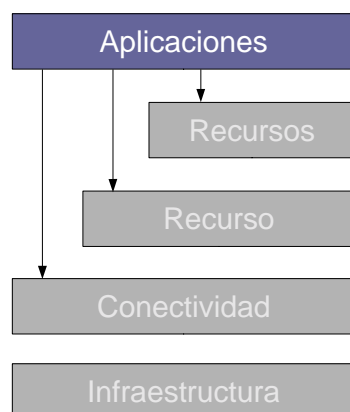 Aplicaciones
Recursos
Recurso
Conectividad
Infraestructura